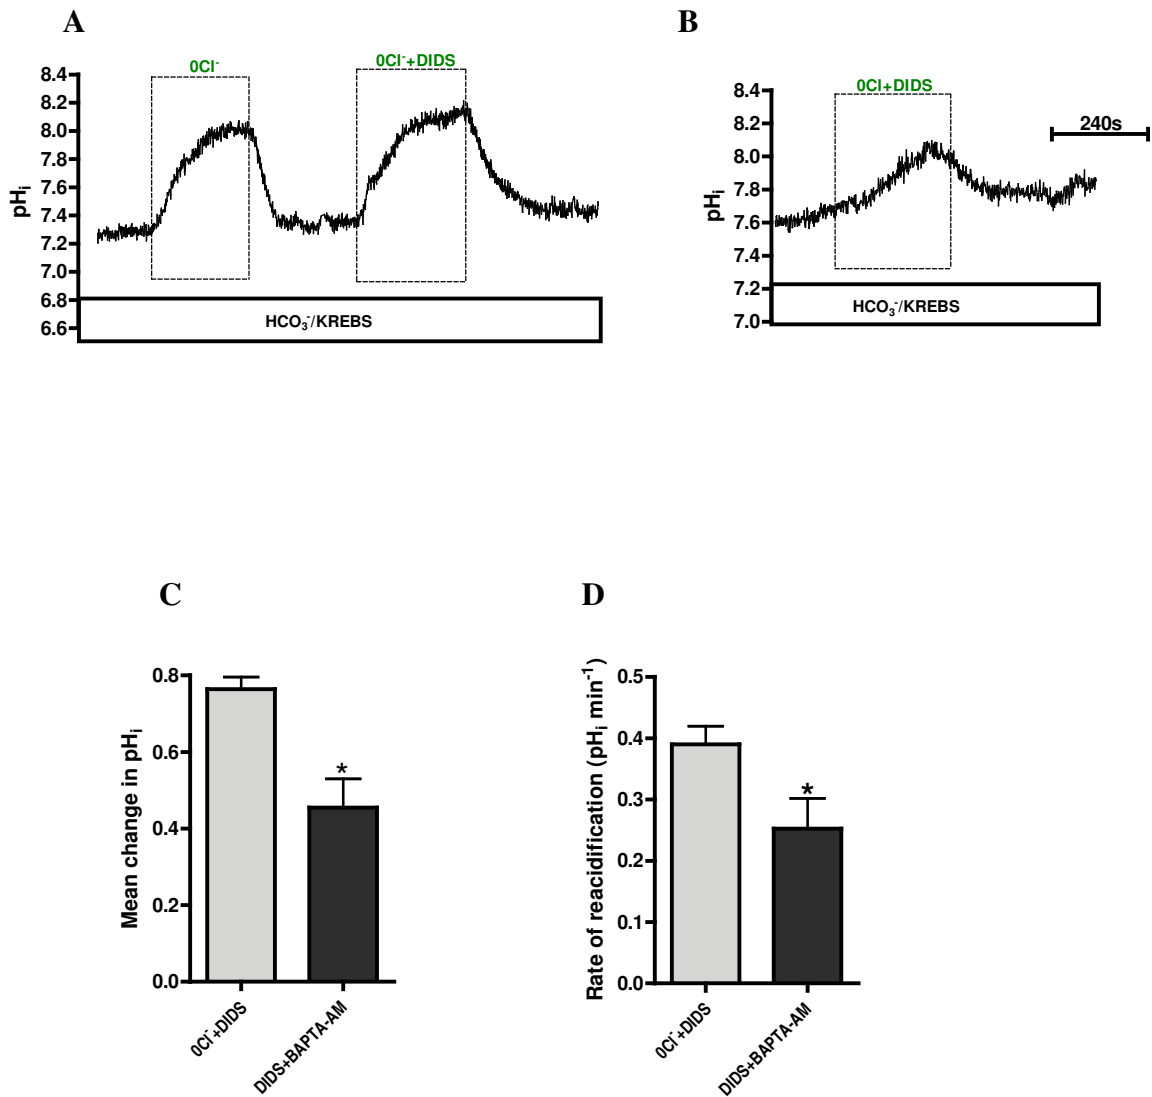 A
B
0Cl⁻
0Cl⁻+DIDS
8.4
8.2
8.0
7.8
7.6
7.4
7.2
7.0
6.8
6.6
pHi
HCO₃⁻/KREBS
0Cl+DIDS
240s
8.4
8.2
8.0
7.8
7.6
7.4
7.2
7.0
pHi
HCO₃⁻/KREBS
C
D
0.8
0.6
0.4
0.2
0.0
Mean change in pHi
*
0Cl⁻+DIDS
DIDS+BAPTA-AM
0.5
0.4
0.3
0.2
0.1
0.0
Rate of reacidification (pHi min⁻¹)
*
0Cl⁻+DIDS
DIDS+BAPTA-AM